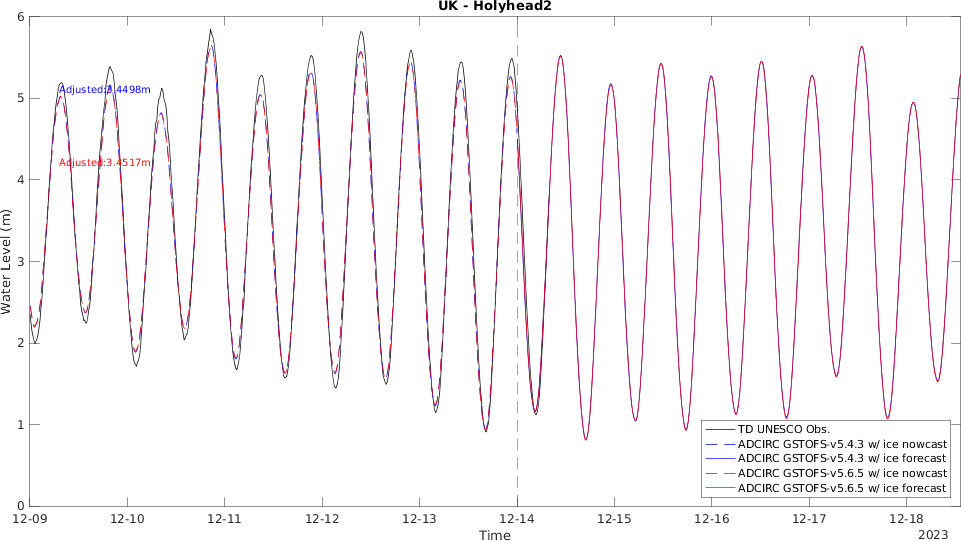 UK - Holyhead2
6
5
4
3
2
1
0
Water Level (m)
Adjusted:3.4498m
Adjusted:3.4517m
TD UNESCO Obs.
ADCIRC GSTOFS-v5.4.3 w/ ice nowcast
ADCIRC GSTOFS-v5.4.3 w/ ice forecast
ADCIRC GSTOFS-v5.6.5 w/ ice nowcast
ADCIRC GSTOFS-v5.6.5 w/ ice forecast
12-09 12-10 12-11 12-12 12-13 12-14 12-15 12-16 12-17 12-18
Time
2023